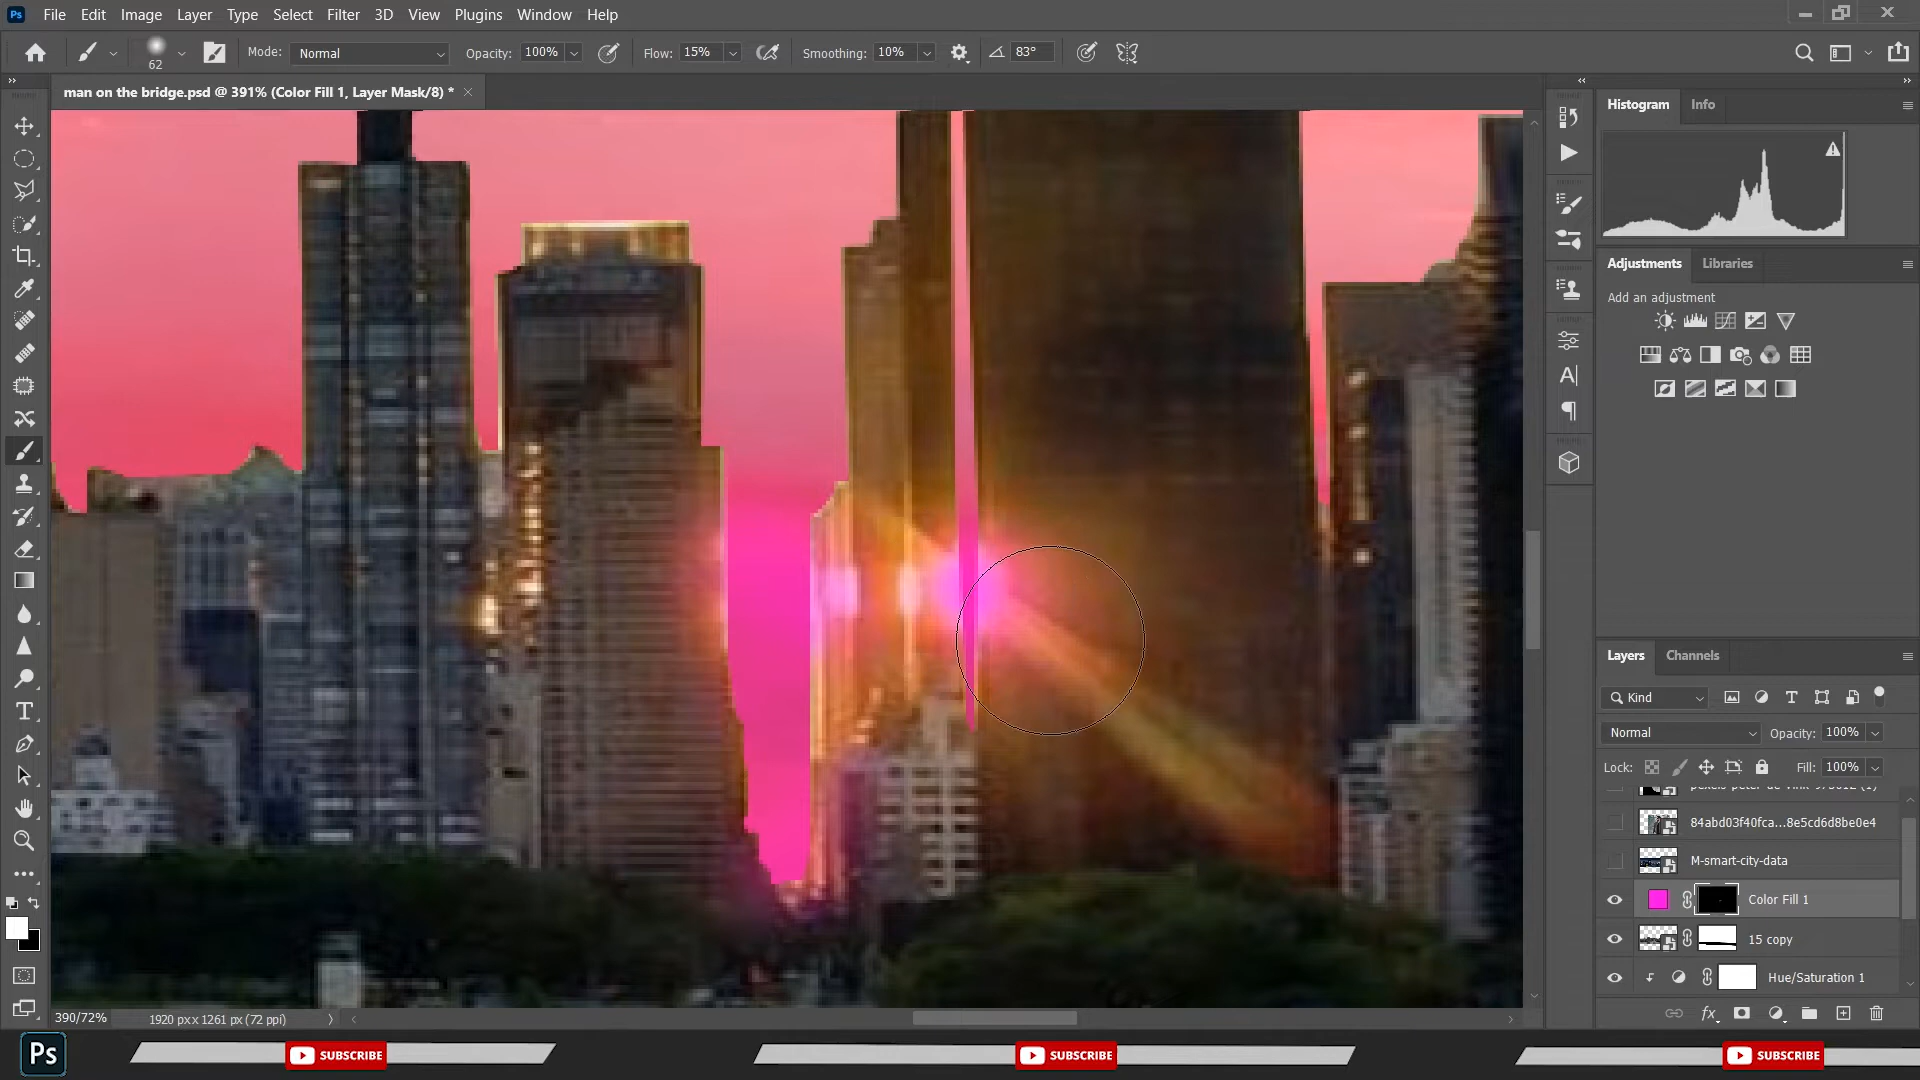 Ps File Edit Image Layer Type Select Filter 3D View Plugins Window Help
62 Mode: Normal Opacity: 100% Flow: 15% Smoothing: 10% 83°
man on the bridge.psd @ 391% (Color Fill 1, Layer Mask/8) * ×
Histogram Info
Adjustments Libraries
Add an adjustment
Layers Channels
Kind
Normal Opacity: 100%
Lock: Fill: 100%
84abd03f40fca...8e5cd6d8be0e4
M-smart-city-data
Color Fill 1
15 copy
Hue/Saturation 1
fx
390/72% 1920 px x 1261 px (72 ppi)
Ps SUBSCRIBE SUBSCRIBE SUBSCRIBE